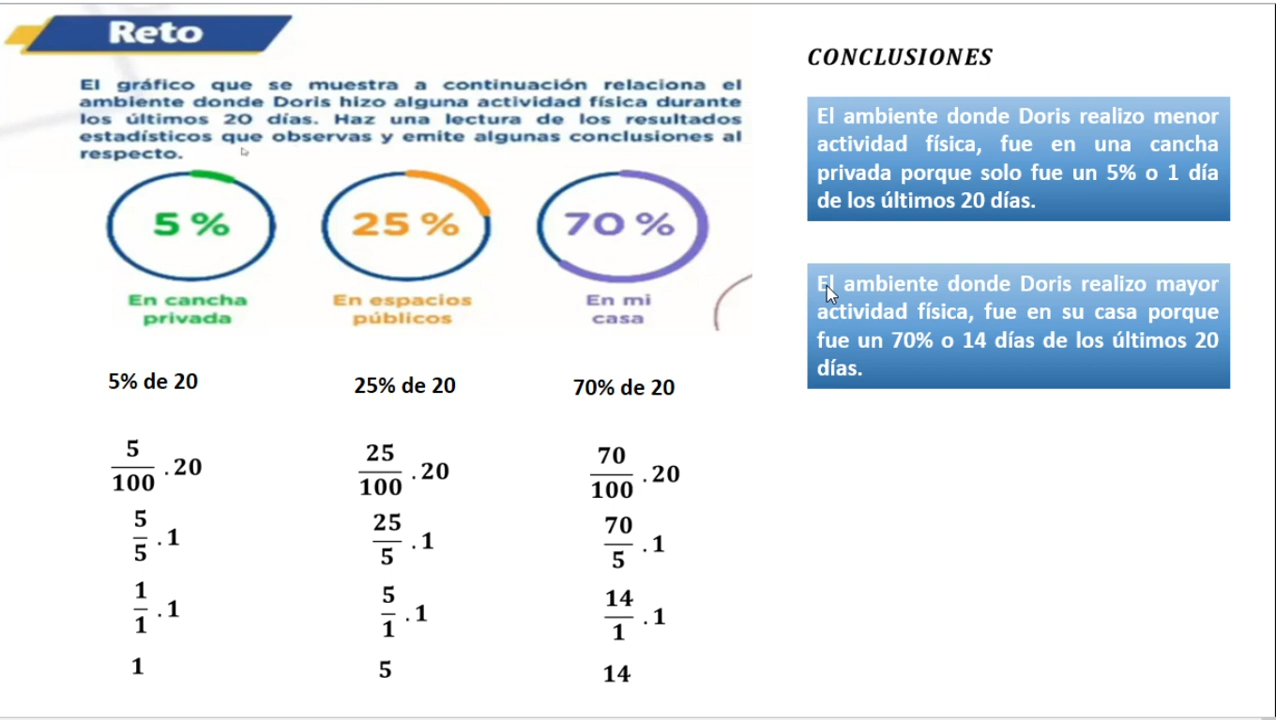 Reto
El gráfico que se muestra a continuación relaciona el
ambiente donde Doris hizo alguna actividad física durante
los últimos 20 días. Haz una lectura de los resultados
estadísticos que observas y emite algunas conclusiones al
respecto.
5 %
25 %
70 %
En cancha
privada
En espacios
públicos
En mi
casa
5% de 20
25% de 20
70% de 20
5/100 . 20
25/100 . 20
70/100 . 20
5/5 . 1
25/5 . 1
70/5 . 1
1/1 . 1
5/1 . 1
14/1 . 1
1
5
14
CONCLUSIONES
El ambiente donde Doris realizo menor
actividad física, fue en una cancha
privada porque solo fue un 5% o 1 día
de los últimos 20 días.
El ambiente donde Doris realizo mayor
actividad física, fue en su casa porque
fue un 70% o 14 días de los últimos 20
días.